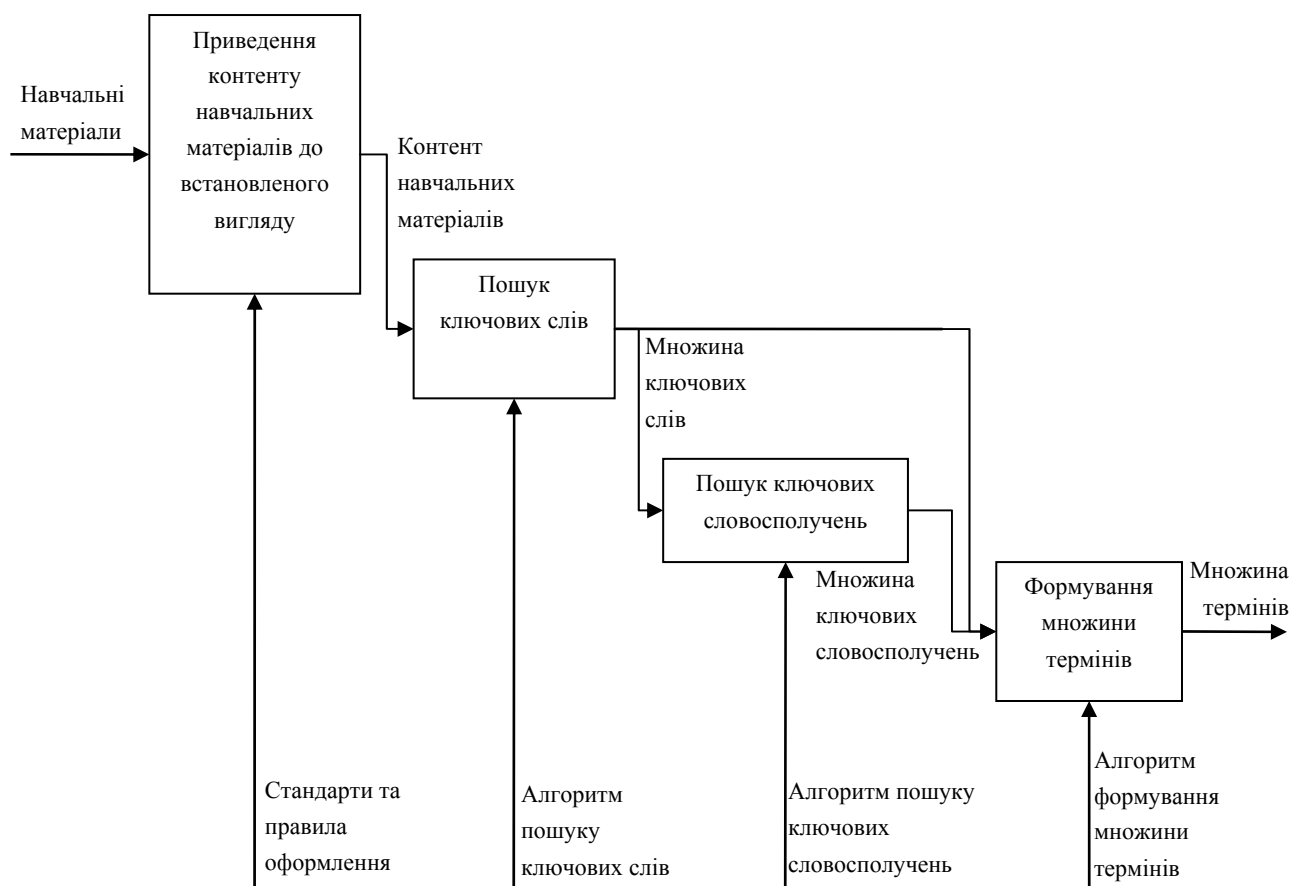 Приведення
контенту
навчальних
матеріалів до
встановленого
вигляду
Навчальні
матеріали
Контент
навчальних
матеріалів
Пошук
ключових слів
Множина
ключових
слів
Пошук ключових
словосполучень
Множина
ключових
словосполучень
Формування
множини
термінів
Множина
термінів
Стандарти та
правила
оформлення
Алгоритм
пошуку
ключових слів
Алгоритм пошуку
ключових
словосполучень
Алгоритм
формування
множини
термінів